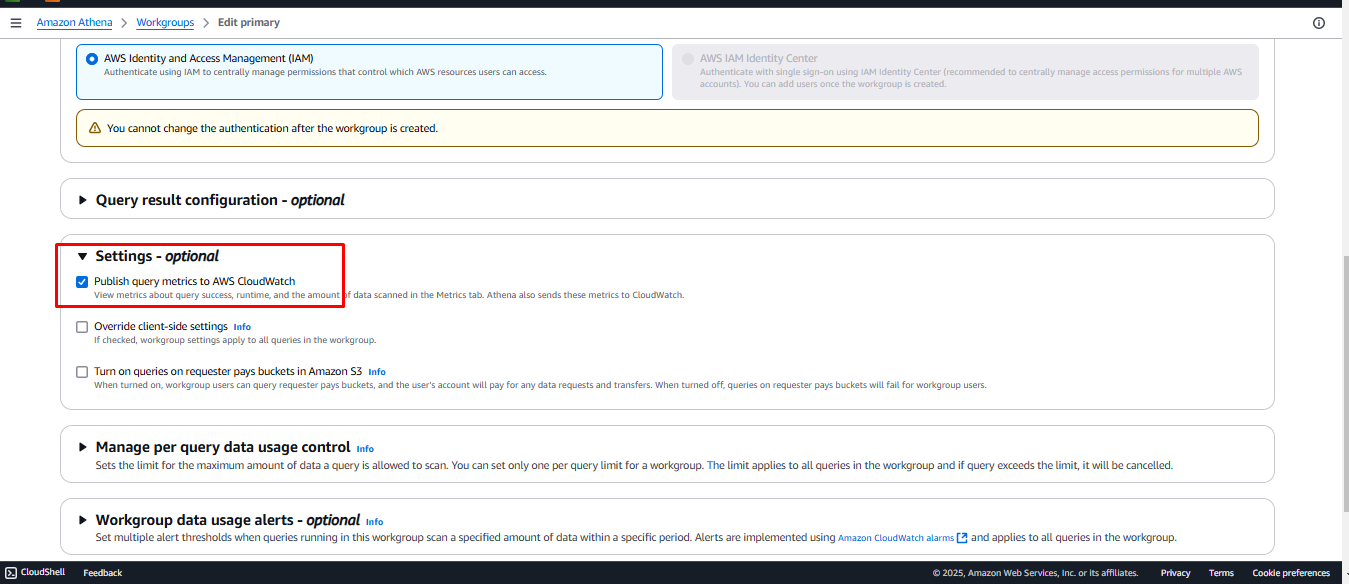 Amazon Athena > Workgroups > Edit primary
AWS Identity and Access Management (IAM)
Authenticate using IAM to centrally manage permissions that control which AWS resources users can access.
AWS IAM Identity Center
Authenticate with single sign-on using IAM Identity Center (recommended to centrally manage access permissions for multiple AWS
accounts). You can add users once the workgroup is created.
You cannot change the authentication after the workgroup is created.
Query result configuration - optional
Settings - optional
Publish query metrics to AWS CloudWatch
View metrics about query success, runtime, and the amount of data scanned in the Metrics tab. Athena also sends these metrics to CloudWatch.
Override client-side settings Info
If checked, workgroup settings apply to all queries in the workgroup.
Turn on queries on requester pays buckets in Amazon S3 Info
When turned on, workgroup users can query requester pays buckets, and the user's account will pay for any data requests and transfers. When turned off, queries on requester pays buckets will fail for workgroup users.
Manage per query data usage control Info
Sets the limit for the maximum amount of data a query is allowed to scan. You can set only one per query limit for a workgroup. The limit applies to all queries in the workgroup and if query exceeds the limit, it will be cancelled.
Workgroup data usage alerts - optional Info
Set multiple alert thresholds when queries running in this workgroup scan a specified amount of data within a specific period. Alerts are implemented using Amazon CloudWatch alarms and applies to all queries in the workgroup.
CloudShell Feedback © 2025, Amazon Web Services, Inc. or its affiliates. Privacy Terms Cookie preferences